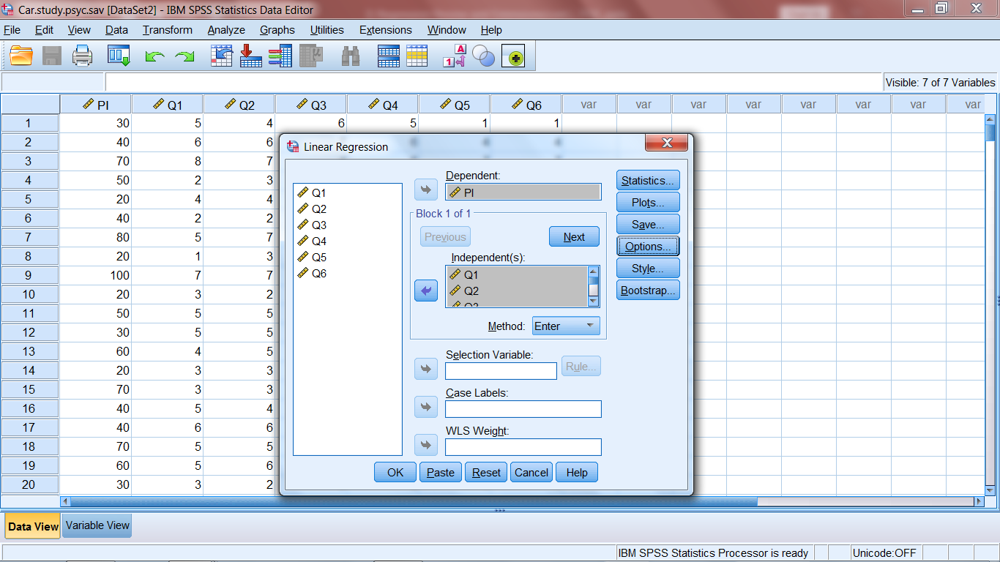 Car.study.psyc.sav [DataSet2] - IBM SPSS Statistics Data Editor
File Edit View Data Transform Analyze Graphs Utilities Extensions Window Help
Visible: 7 of 7 Variables
PI Q1 Q2 Q3 Q4 Q5 Q6 var var var var var var var var
1 30 5 4 6 5 1 1
2 40 6 6
3 70 8 7
4 50 2 3
5 20 4 4
6 40 2 2
7 80 5 7
8 20 1 3
9 100 7 7
10 20 3 2
11 50 5 5
12 30 5 5
13 60 4 5
14 20 3 3
15 70 3 3
16 40 5 4
17 40 6 6
18 70 5 5
19 60 5 6
20 30 3 2
Linear Regression
Q1
Q2
Q3
Q4
Q5
Q6
Dependent:
PI
Block 1 of 1
Previous Next
Independent(s):
Q1
Q2
Q3
Method: Enter
Selection Variable:
Rule...
Case Labels:
WLS Weight:
Statistics...
Plots...
Save...
Options...
Style...
Bootstrap...
OK Paste Reset Cancel Help
Data View Variable View
IBM SPSS Statistics Processor is ready Unicode:OFF